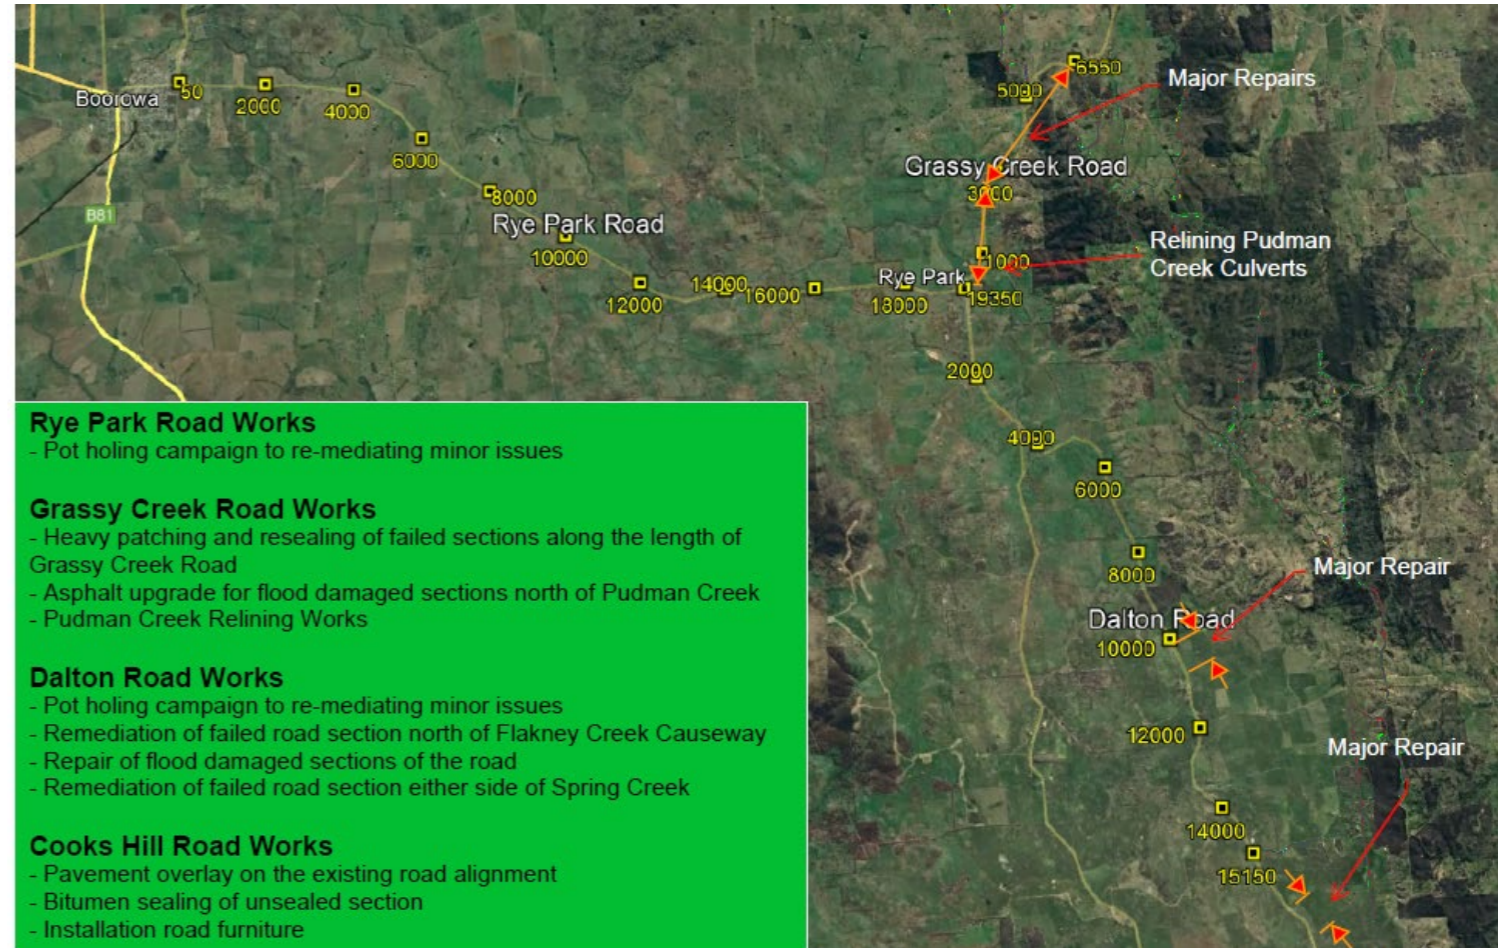 Boorowa
50
2000
4000
6000
8000
Rye Park Road
10000
12000
14000
16000
18000
Rye Park
19350
B81
6550
5000
Major Repairs
Grassy Creek Road
3000
1000
Relining Pudman
Creek Culverts
2000
4000
6000
8000
Major Repair
Dalton Road
10000
12000
Major Repair
14000
15150
Rye Park Road Works
- Pot holing campaign to re-mediating minor issues
Grassy Creek Road Works
- Heavy patching and resealing of failed sections along the length of
Grassy Creek Road
- Asphalt upgrade for flood damaged sections north of Pudman Creek
- Pudman Creek Relining Works
Dalton Road Works
- Pot holing campaign to re-mediating minor issues
- Remediation of failed road section north of Flakney Creek Causeway
- Repair of flood damaged sections of the road
- Remediation of failed road section either side of Spring Creek
Cooks Hill Road Works
- Pavement overlay on the existing road alignment
- Bitumen sealing of unsealed section
- Installation road furniture